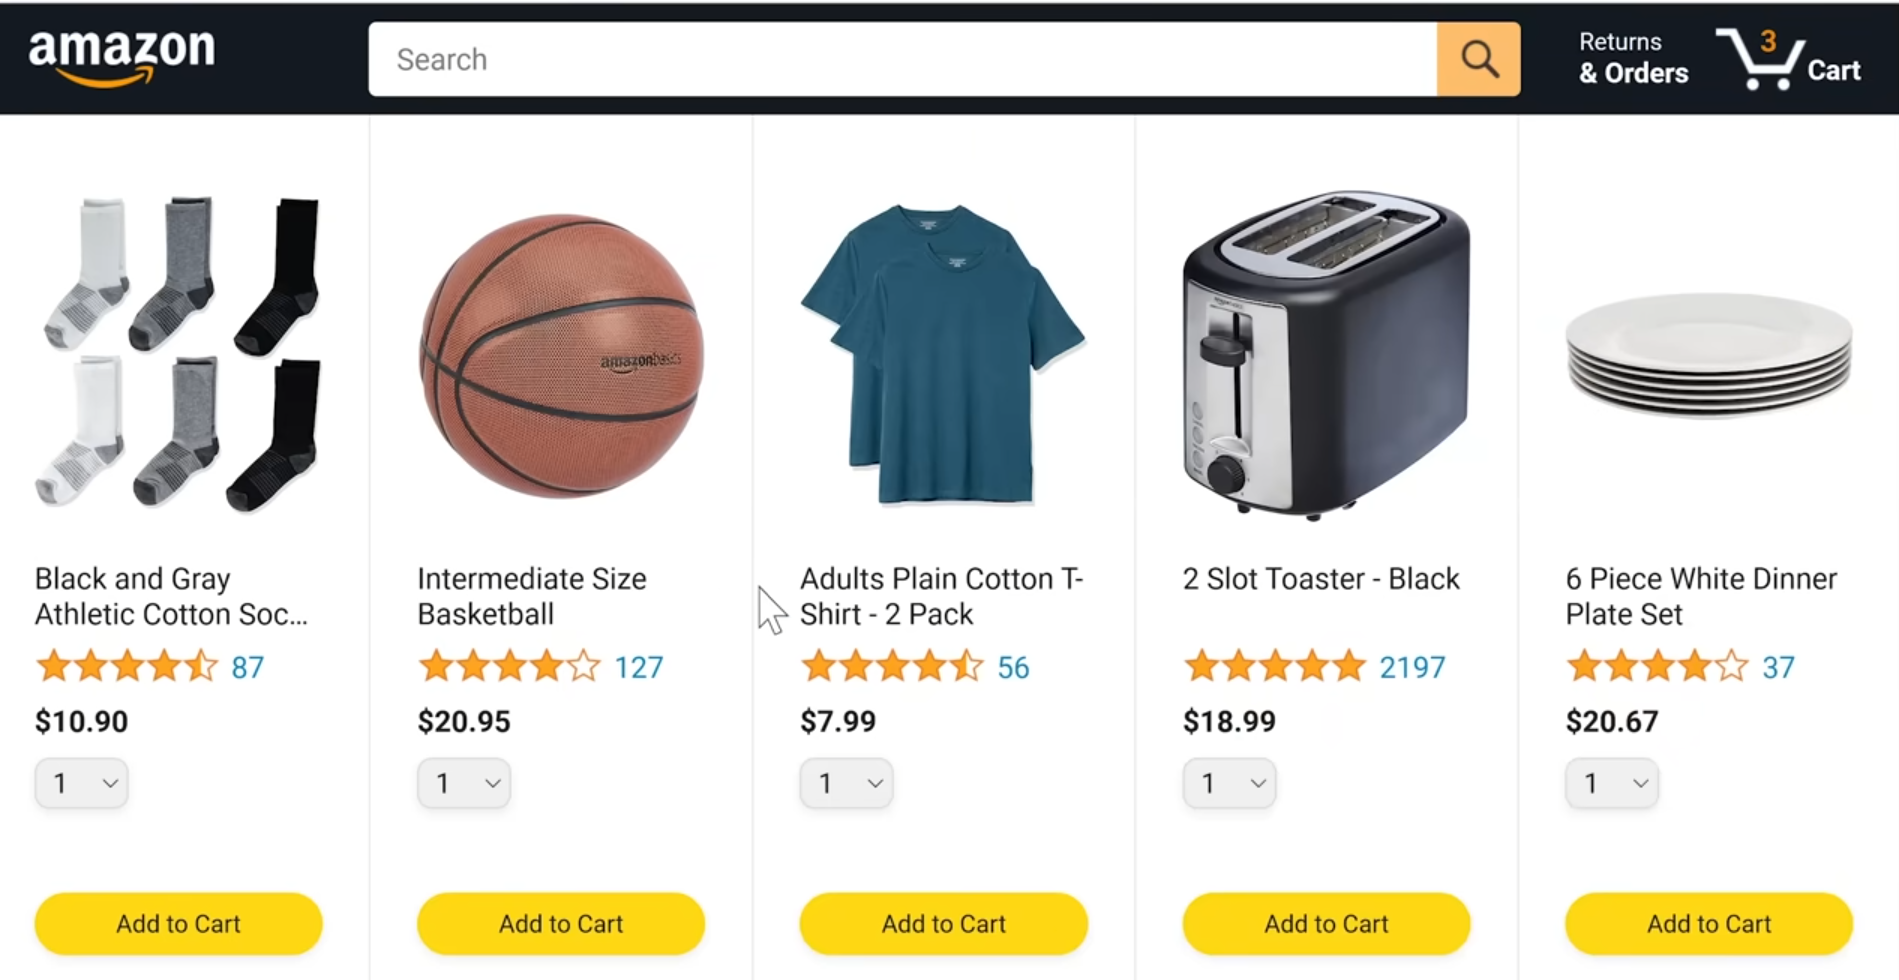 amazon
Search
Returns
& Orders
3
Cart
amazonbasics
Black and Gray
Athletic Cotton Soc...
87
$10.90
1
Add to Cart
Intermediate Size
Basketball
127
$20.95
1
Add to Cart
Adults Plain Cotton T-
Shirt - 2 Pack
56
$7.99
1
Add to Cart
2 Slot Toaster - Black
2197
$18.99
1
Add to Cart
6 Piece White Dinner
Plate Set
37
$20.67
1
Add to Cart